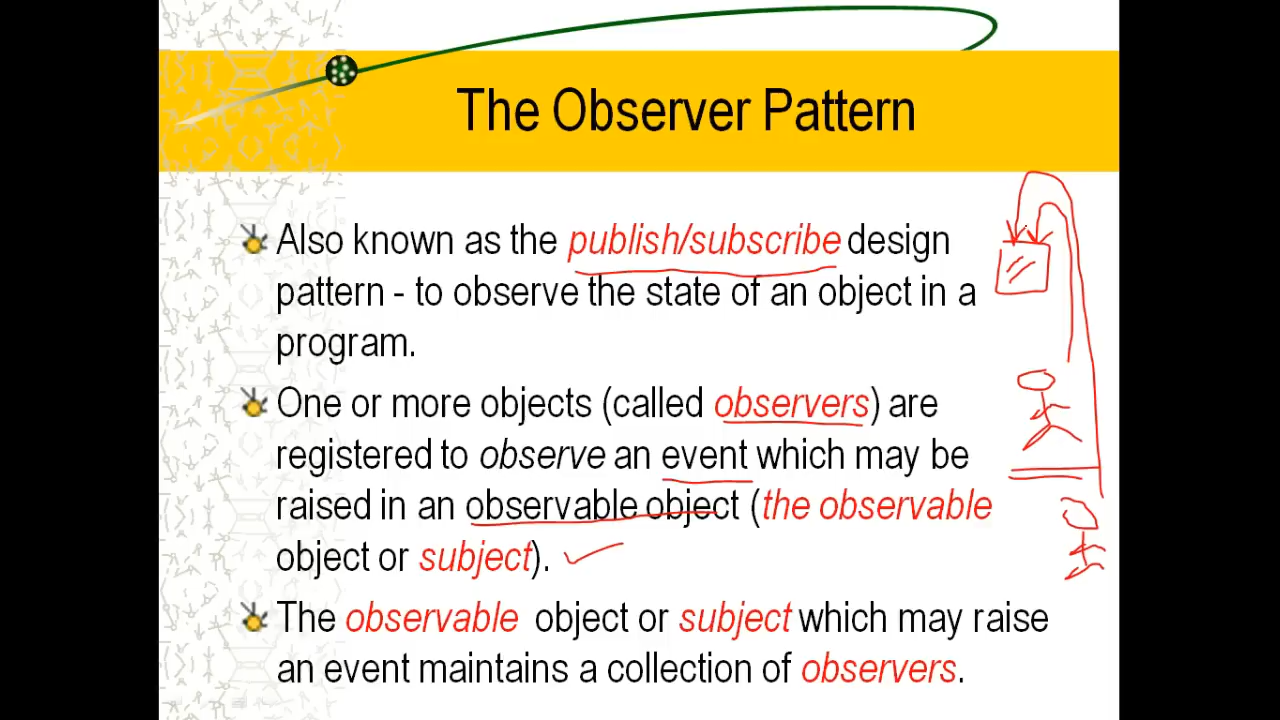 The Observer Pattern
Also known as the publish/subscribe design
pattern - to observe the state of an object in a
program.
One or more objects (called observers) are
registered to observe an event which may be
raised in an observable object (the observable
object or subject).
The observable object or subject which may raise
an event maintains a collection of observers.